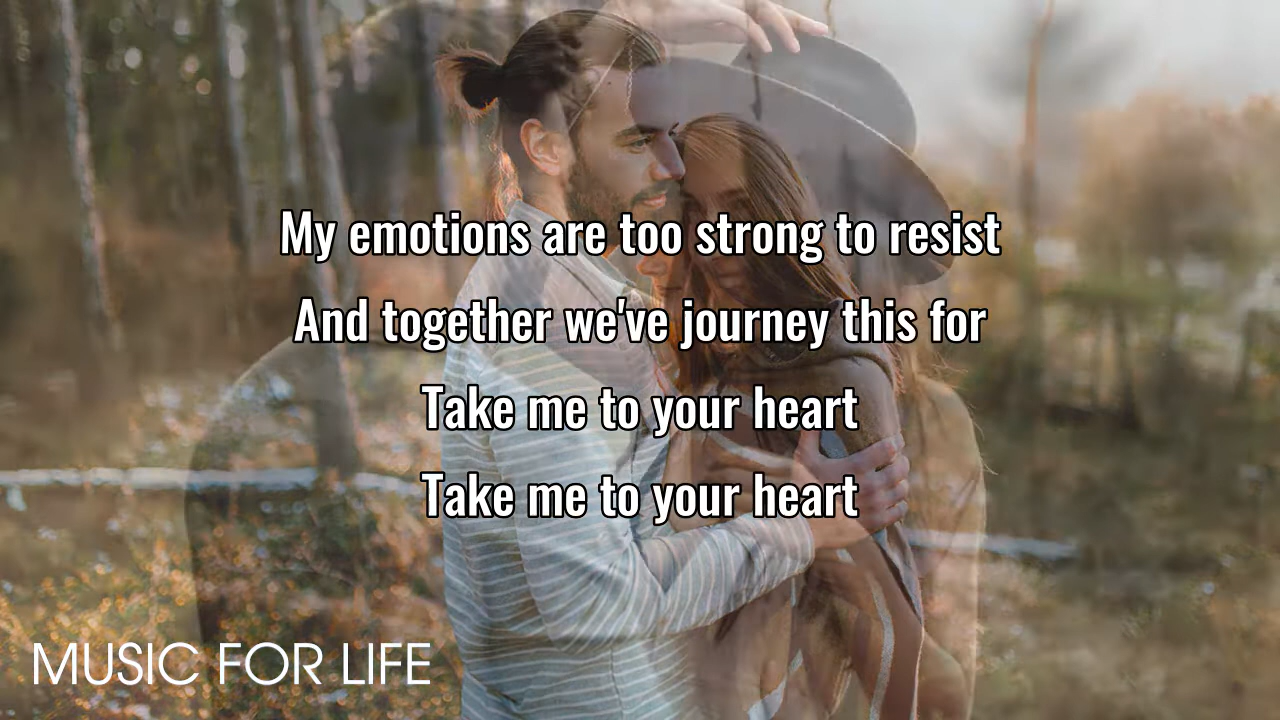 My emotions are too strong to resist
And together we've journey this for
Take me to your heart
Take me to your heart
MUSIC FOR LIFE